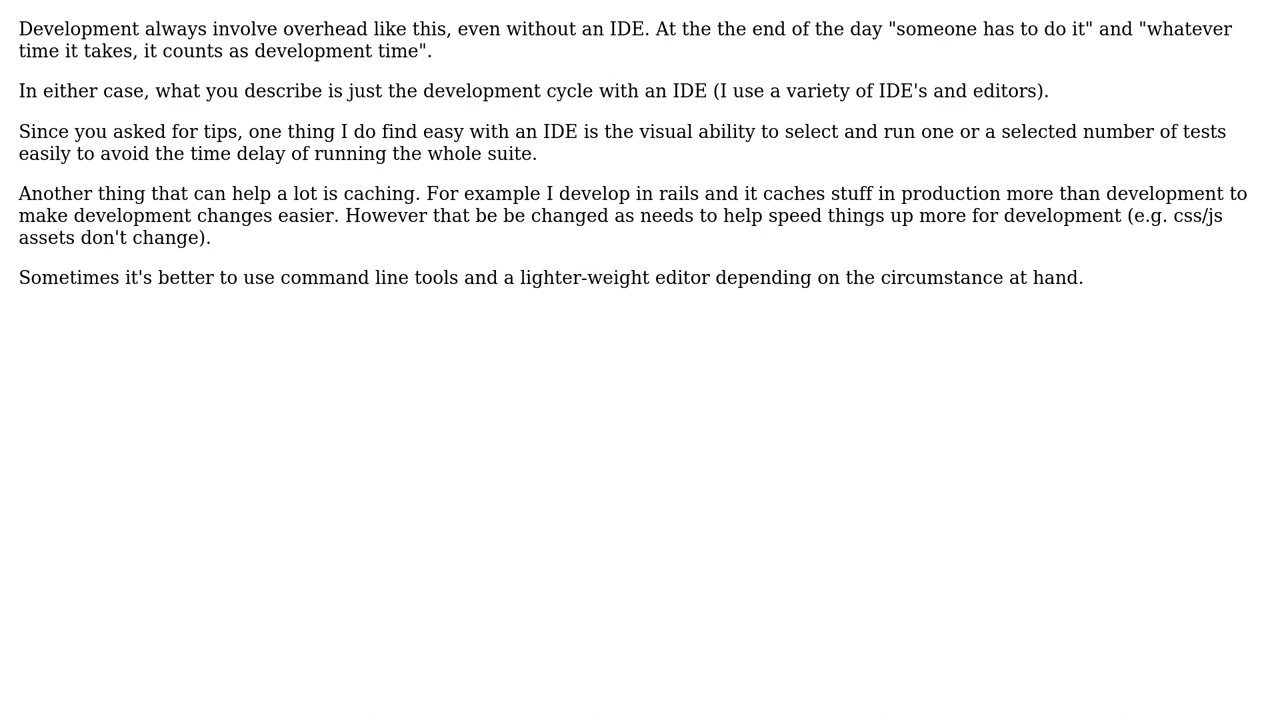 Development always involve overhead like this, even without an IDE. At the the end of the day "someone has to do it" and "whatever
time it takes, it counts as development time".
In either case, what you describe is just the development cycle with an IDE (I use a variety of IDE's and editors).
Since you asked for tips, one thing I do find easy with an IDE is the visual ability to select and run one or a selected number of tests
easily to avoid the time delay of running the whole suite.
Another thing that can help a lot is caching. For example I develop in rails and it caches stuff in production more than development to
make development changes easier. However that be be changed as needs to help speed things up more for development (e.g. css/js
assets don't change).
Sometimes it's better to use command line tools and a lighter-weight editor depending on the circumstance at hand.